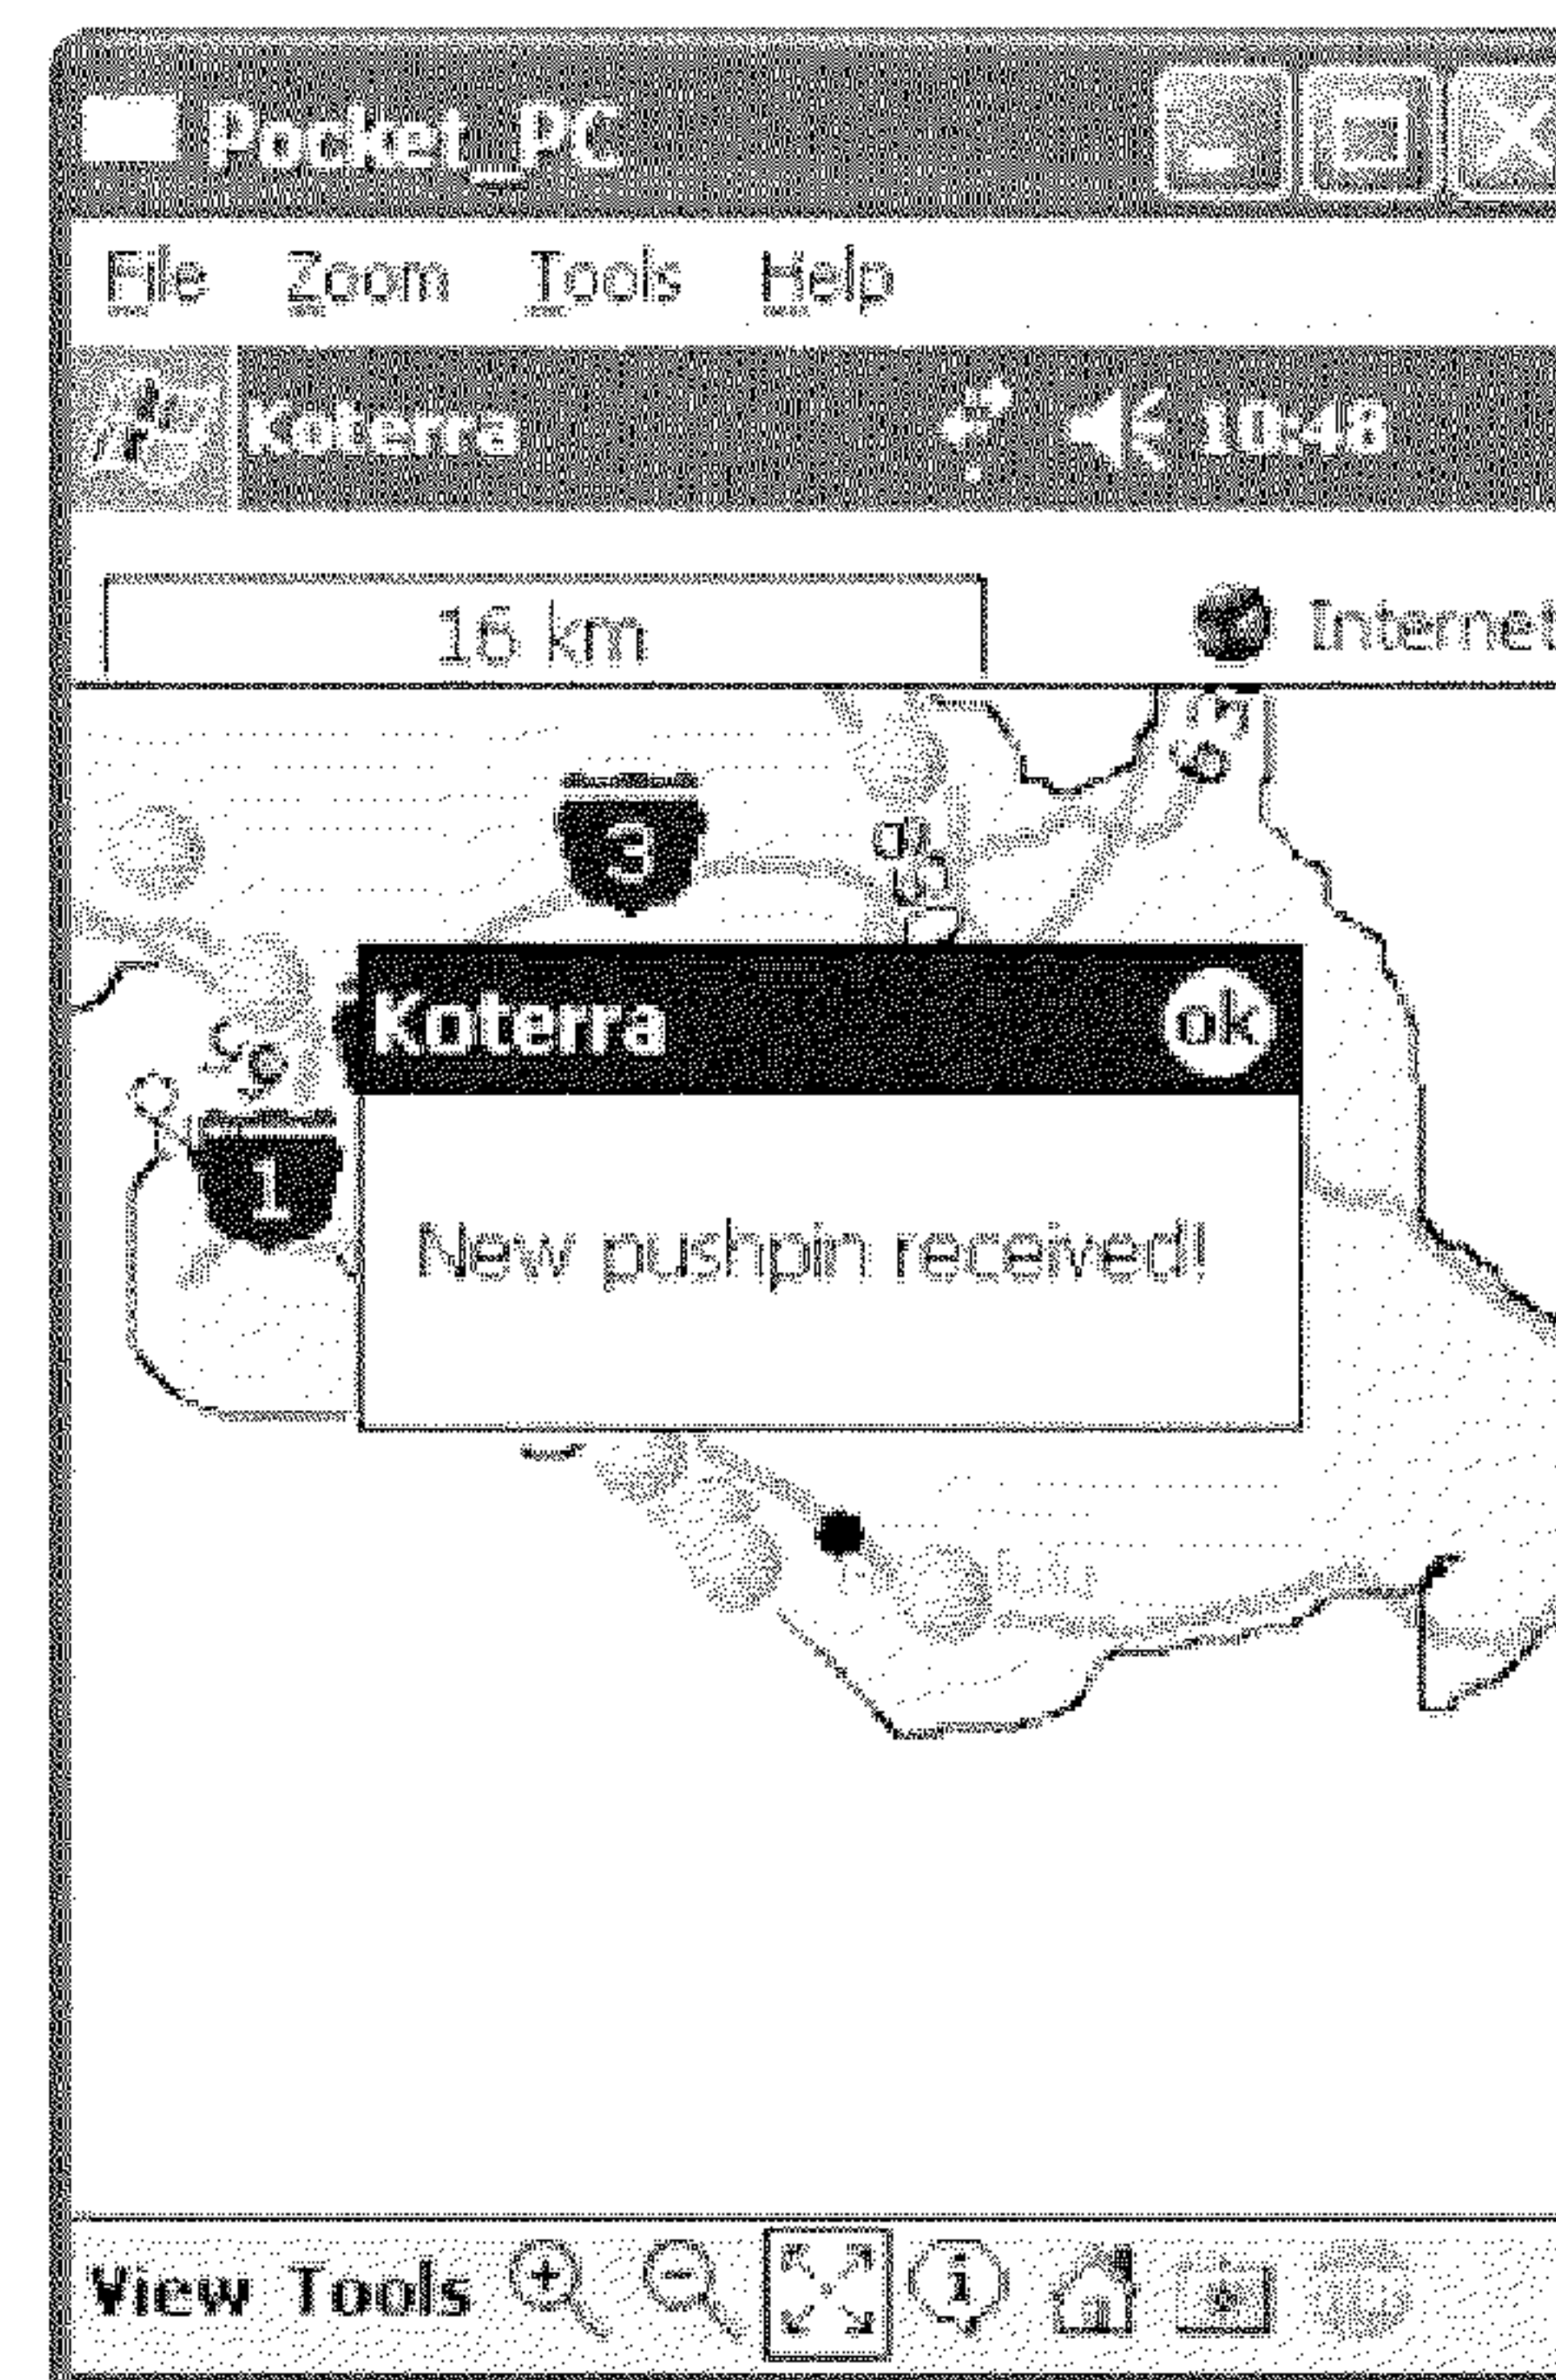 Pocket_PC
File Zoom Tools Help
Koterra 10:48
16 km Internet
3
Koterra ok
1
New pushpin received!
View Tools